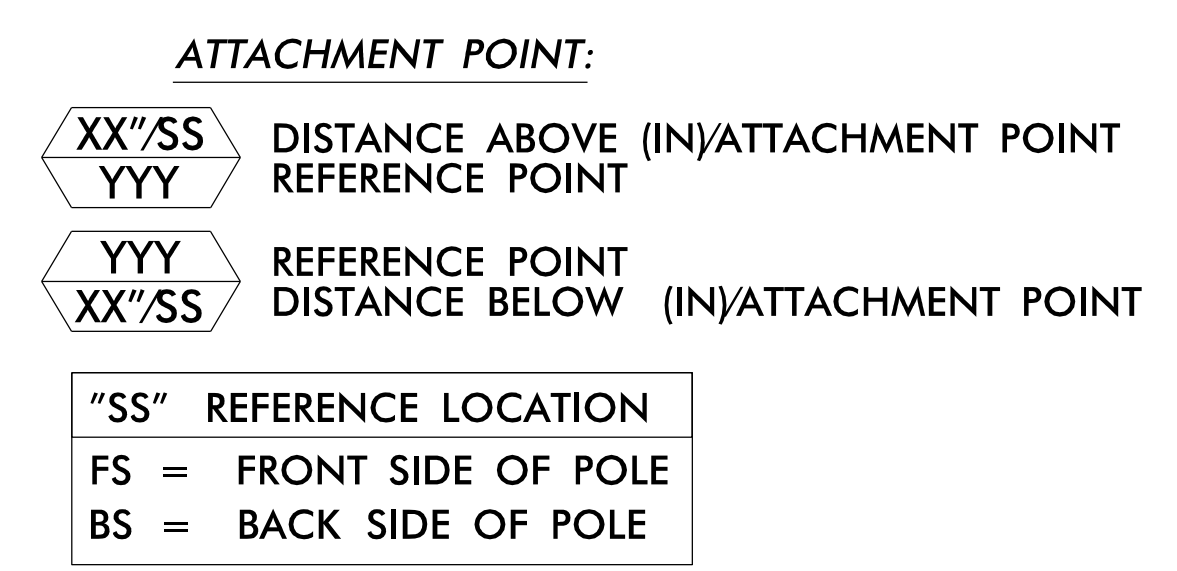 ATTACHMENT POINT:
XX"/SS DISTANCE ABOVE (IN)/ATTACHMENT POINT
YYY REFERENCE POINT
YYY REFERENCE POINT
XX"/SS DISTANCE BELOW (IN)/ATTACHMENT POINT
"SS" REFERENCE LOCATION
FS = FRONT SIDE OF POLE
BS = BACK SIDE OF POLE